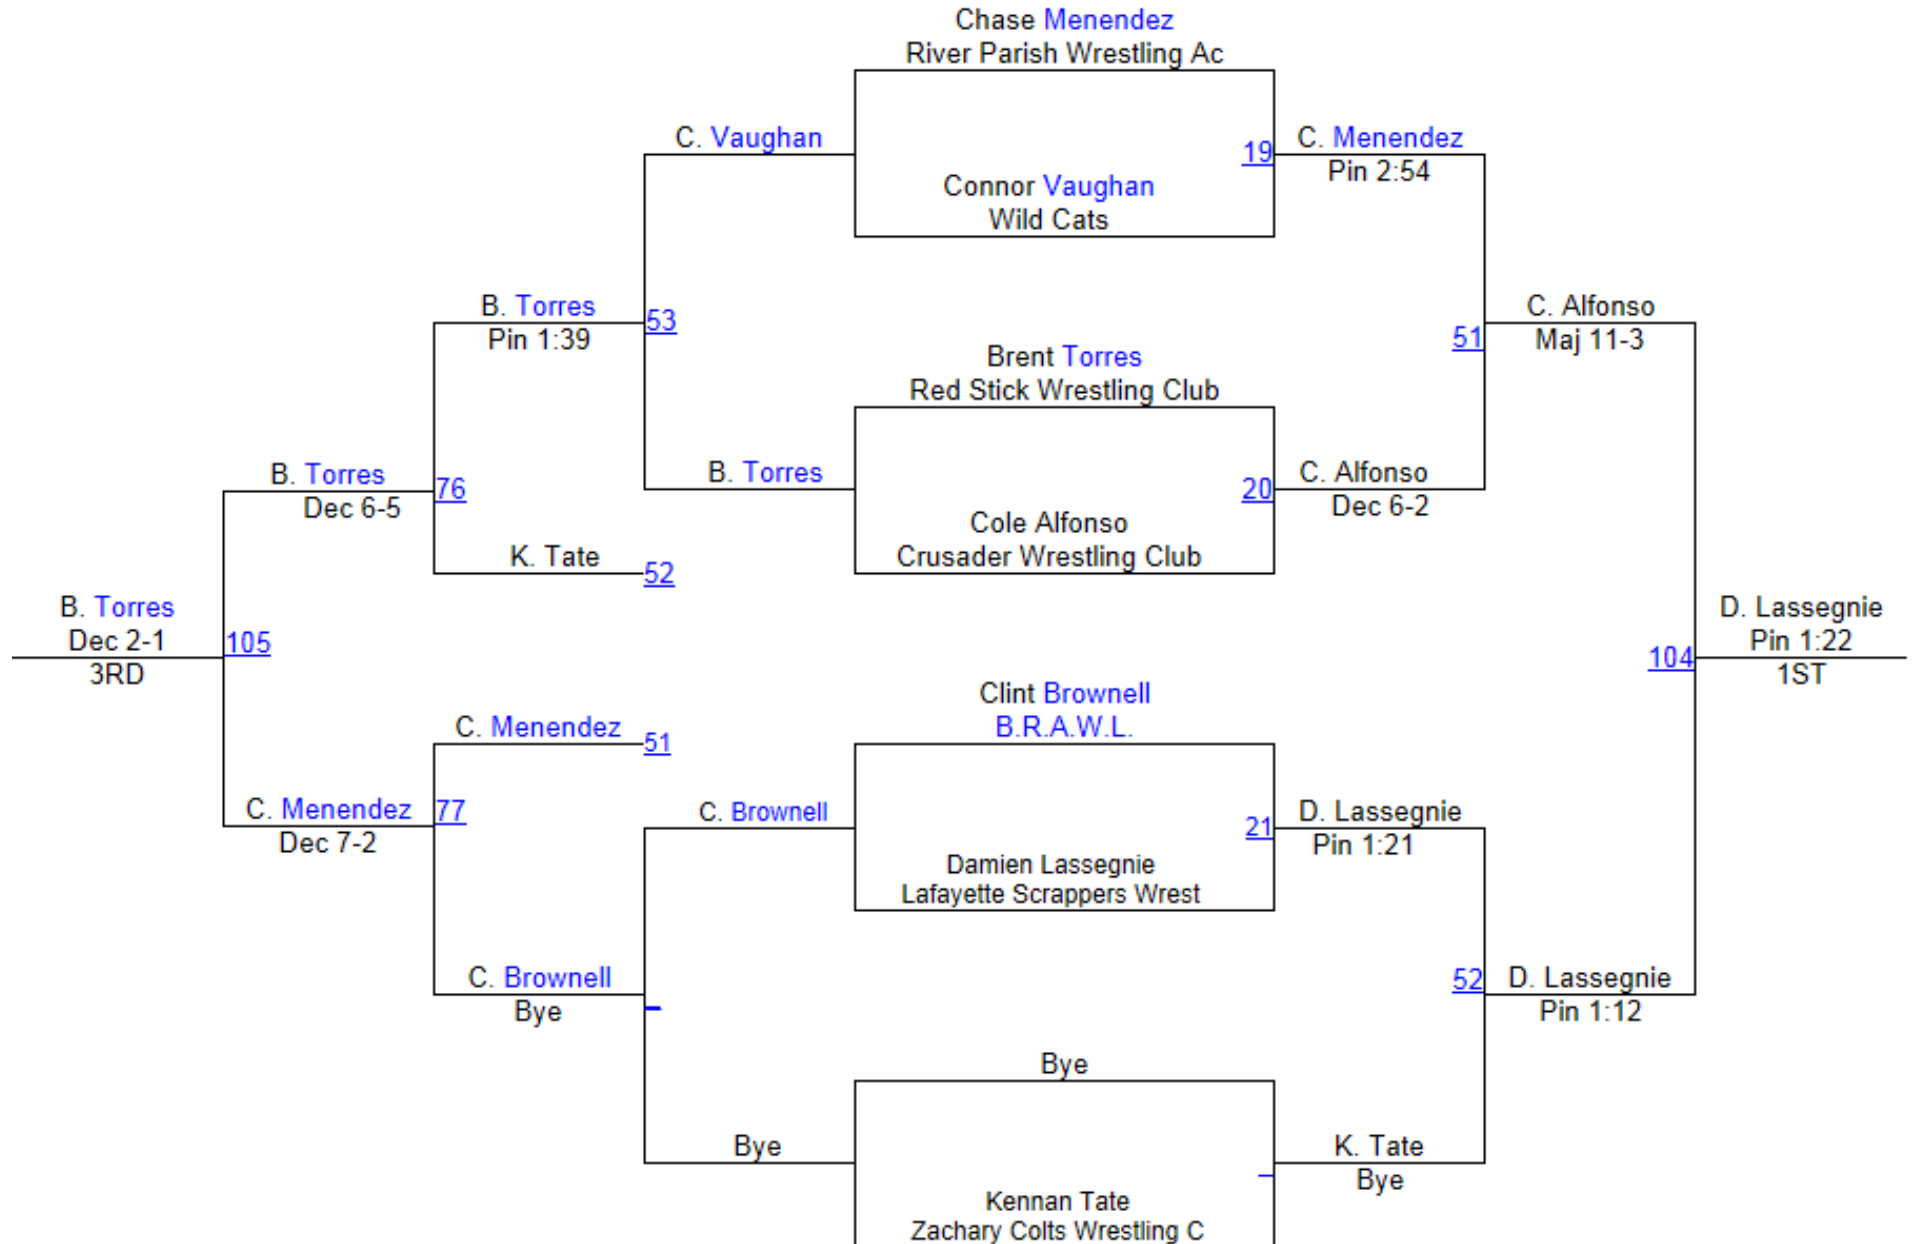 Chase Menendez
River Parish Wrestling Ac
C. Vaughan
19
C. Menendez
Pin 2:54
Connor Vaughan
Wild Cats
B. Torres
Pin 1:39
53
51
C. Alfonso
Maj 11-3
Brent Torres
Red Stick Wrestling Club
B. Torres
Dec 6-5
76
B. Torres
20
C. Alfonso
Dec 6-2
Cole Alfonso
Crusader Wrestling Club
K. Tate
52
B. Torres
Dec 2-1
3RD
105
104
D. Lassegnie
Pin 1:22
1ST
Clint Brownell
B.R.A.W.L.
C. Menendez
51
C. Menendez
Dec 7-2
77
C. Brownell
21
D. Lassegnie
Pin 1:21
Damien Lassegnie
Lafayette Scrappers Wrest
C. Brownell
Bye
52
D. Lassegnie
Pin 1:12
Bye
Bye
K. Tate
Bye
Kennan Tate
Zachary Colts Wrestling C